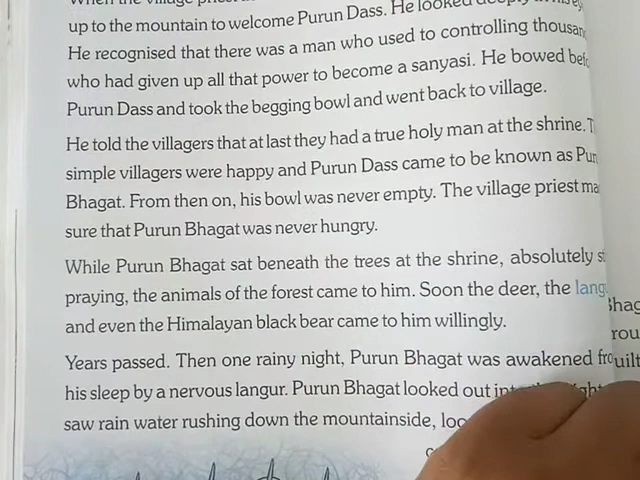 When the village
up to the mountain to welcome Purun Dass. He looked deeply
He recognised that there was a man who used to controlling
who had given up all that power to become a sanyasi. He bowed
Purun Dass and took the begging bowl and went back to village.
He told the villagers that at last they had a true holy man at the shrine.
simple villagers were happy and Purun Dass came to be known as
Bhagat. From then on, his bowl was never empty. The village priest
sure that Purun Bhagat was never hungry.
While Purun Bhagat sat beneath the trees at the shrine, absolutely
praying, the animals of the forest came to him. Soon the deer, the
and even the Himalayan black bear came to him willingly.
Years passed. Then one rainy night, Purun Bhagat was awakened
his sleep by a nervous langur. Purun Bhagat looked out
saw rain water rushing down the mountainside,